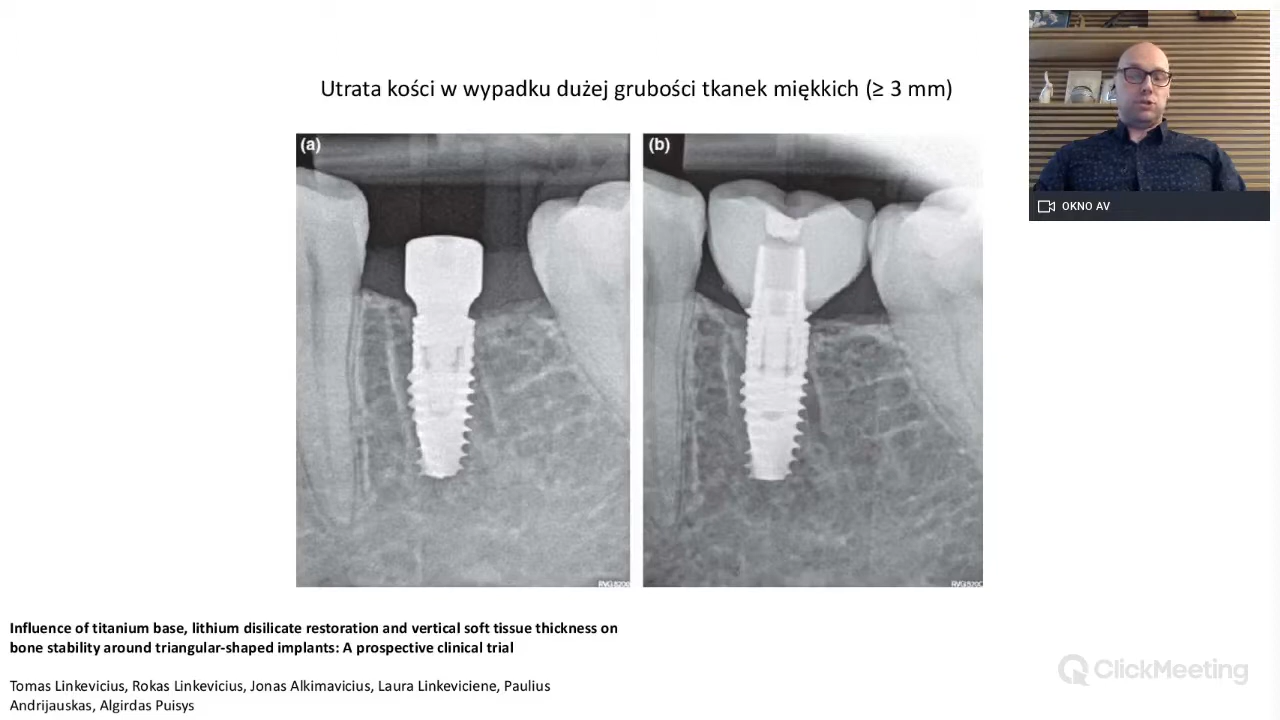 Utrata kości w wypadku dużej grubości tkanek miękkich (≥ 3 mm)
(a)
(b)
OKNO AV
Influence of titanium base, lithium disilicate restoration and vertical soft tissue thickness on
bone stability around triangular-shaped implants: A prospective clinical trial
Tomas Linkevicius, Rokas Linkevicius, Jonas Alkimavicius, Laura Linkeviciene, Paulius
Andrijauskas, Algirdas Puisys
ClickMeeting